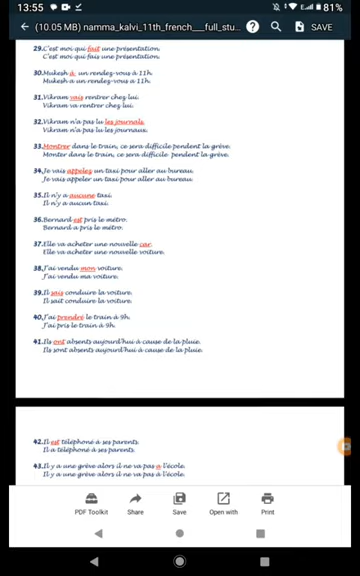 13:55
81%
(10.05 MB) namma_kalvi_11th_french___full_stu
SAVE
29.C'est moi qui fait une présentation.
C'est moi qui fais une présentation.
30.Mukesh à un rendez-vous à 11h.
Mukesh a un rendez-vous a 11h.
31.Vikram vais rentrer chez lui.
Vikram va rentrer chez lui.
32.Vikram n'a pas lu les journals.
Vikram n'a pas lu les journaux.
33.Montrer dans le train, ce sera difficile pendent la grève.
Monter dans le train, ce sera difficile pendent la grève.
34.Je vais appelez un taxi pour aller au bureau.
Je vais appeler un taxi pour aller au bureau.
35.Il n'y a aucune taxi.
Il n'y a aucun taxi.
36.Bernard est pris le métro.
Bernard a pris le métro.
37.Elle va acheter une nouvelle car.
Elle va acheter une nouvelle voiture.
38.J'ai vendu mon voiture.
J'ai vendu ma voiture.
39.Il sais conduire la voiture.
Il sait conduire la voiture.
40.J'ai prendre le train à 9h.
J'ai pris le train à 9h.
41.Ils ont absents aujourd'hui à cause de la pluie.
Ils sont absents aujourd'hui à cause de la pluie.
42.Il est téléphoné à ses parents.
Il a téléphoné à ses parents.
43.Il y a une grève alors il ne va pas a l'école.
Il y a une grève alors il ne va pas à l'école.
PDF Toolkit
Share
Save
Open with
Print